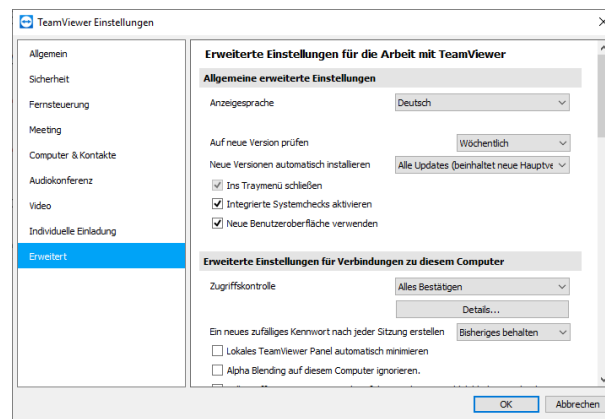 TeamViewer Einstellungen
Allgemein
Sicherheit
Fernsteuerung
Meeting
Computer & Kontakte
Audiokonferenz
Video
Individuelle Einladung
Erweitert
Erweiterte Einstellungen für die Arbeit mit TeamViewer
Allgemeine erweiterte Einstellungen
Anzeigesprache Deutsch
Auf neue Version prüfen Wöchentlich
Neue Versionen automatisch installieren Alle Updates (beinhaltet neue Hauptve
Ins Traymenü schließen
Integrierte Systemchecks aktivieren
Neue Benutzeroberfläche verwenden
Erweiterte Einstellungen für Verbindungen zu diesem Computer
Zugriffskontrolle Alles Bestätigen
Details...
Ein neues zufälliges Kennwort nach jeder Sitzung erstellen Bisheriges behalten
Lokales TeamViewer Panel automatisch minimieren
Alpha Blending auf diesem Computer ignorieren.
OK Abbrechen